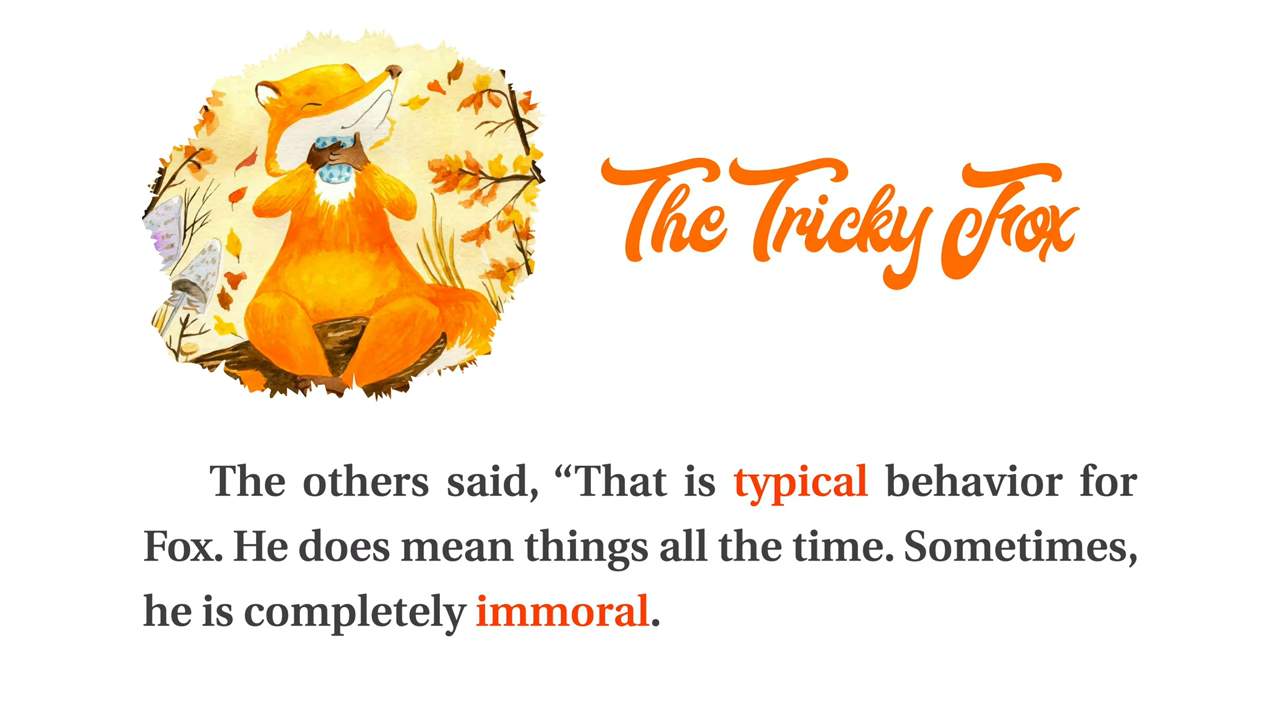 The Tricky Fox
The others said, “That is typical behavior for
Fox. He does mean things all the time. Sometimes,
he is completely immoral.